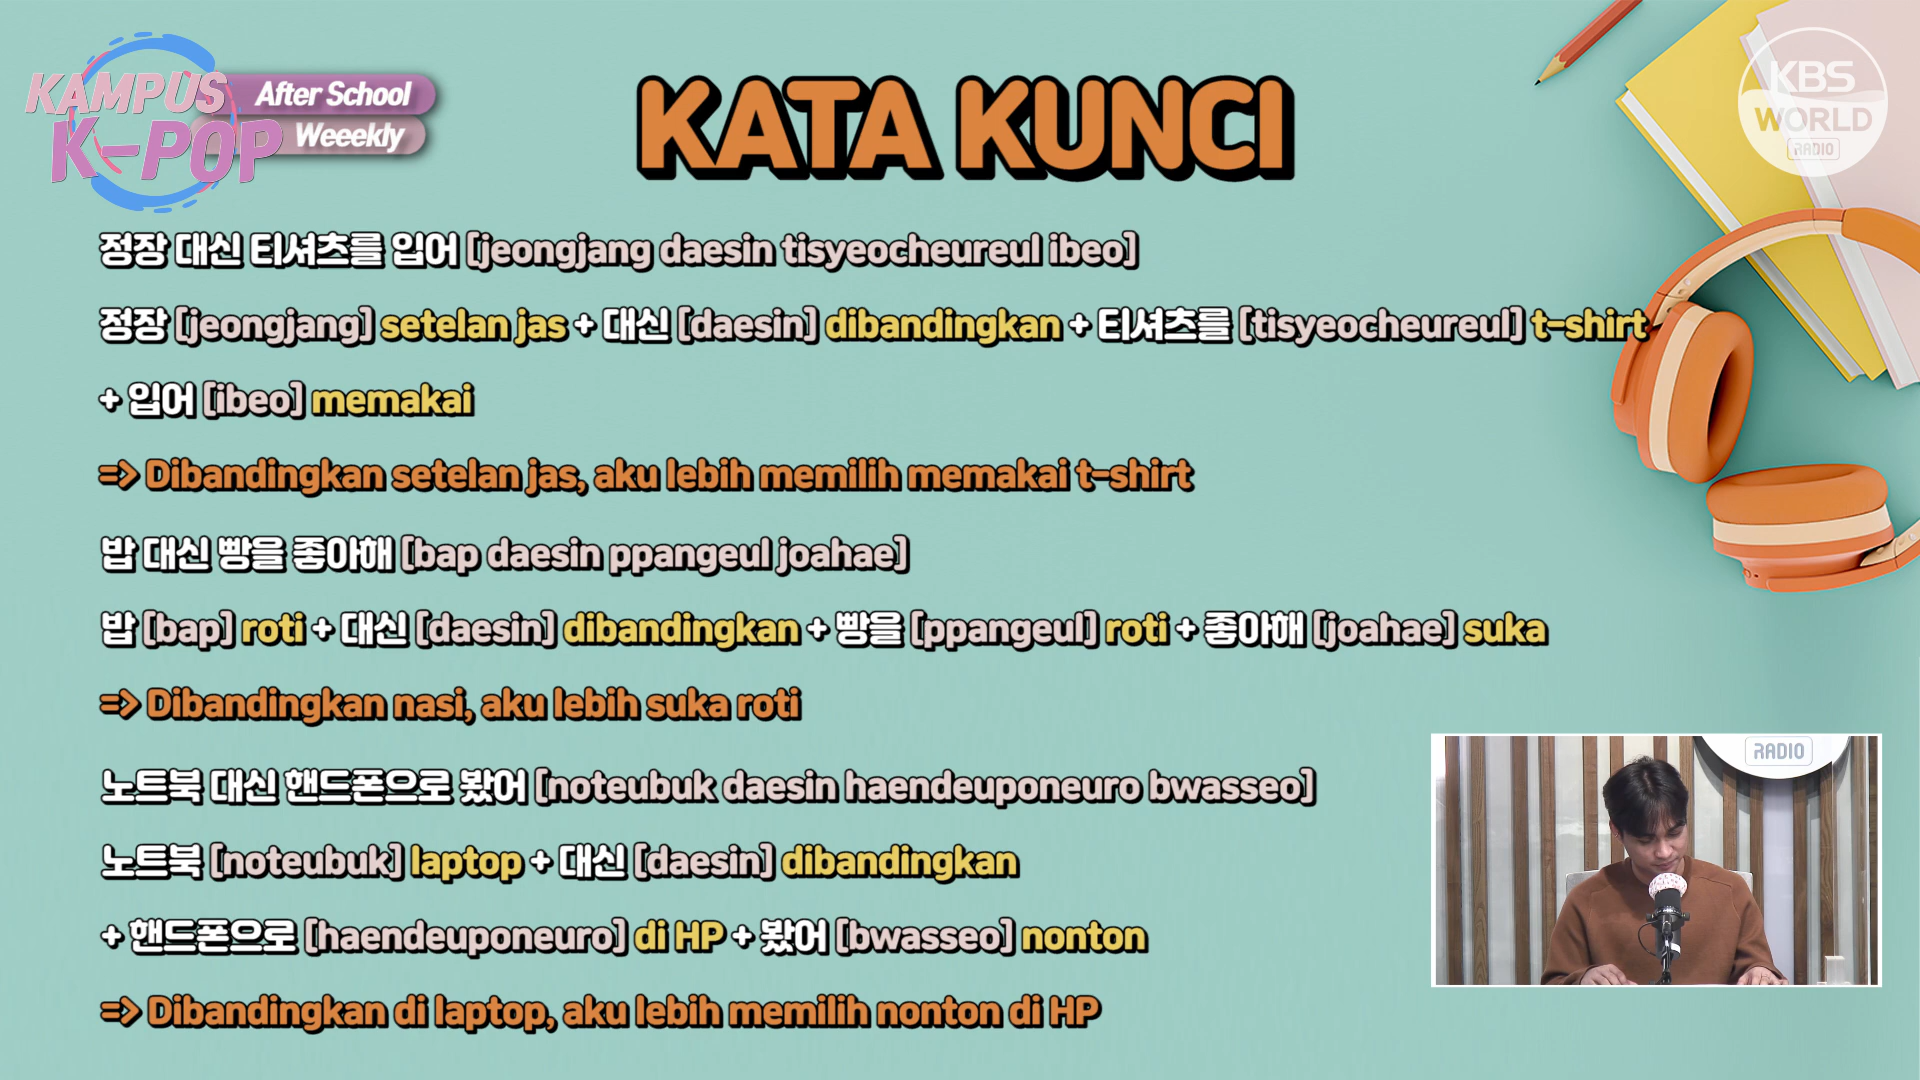 KAMPUS
K-POP
After School
Weeekly
KATA KUNCI
KBS
WORLD
RADIO
정장 대신 티셔츠를 입어 [jeongjang daesin tisyeocheureul ibeo]
정장 [jeongjang] setelan jas + 대신 [daesin] dibandingkan + 티셔츠를 [tisyeocheureul] t-shirt
+ 입어 [ibeo] memakai
=> Dibandingkan setelan jas, aku lebih memilih memakai t-shirt
밥 대신 빵을 좋아해 [bap daesin ppangeul joahae]
밥 [bap] roti + 대신 [daesin] dibandingkan + 빵을 [ppangeul] roti + 좋아해 [joahae] suka
=> Dibandingkan nasi, aku lebih suka roti
노트북 대신 핸드폰으로 봤어 [noteubuk daesin haendeuponeuro bwasseo]
노트북 [noteubuk] laptop + 대신 [daesin] dibandingkan
+ 핸드폰으로 [haendeuponeuro] di HP + 봤어 [bwasseo] nonton
=> Dibandingkan di laptop, aku lebih memilih nonton di HP
RADIO